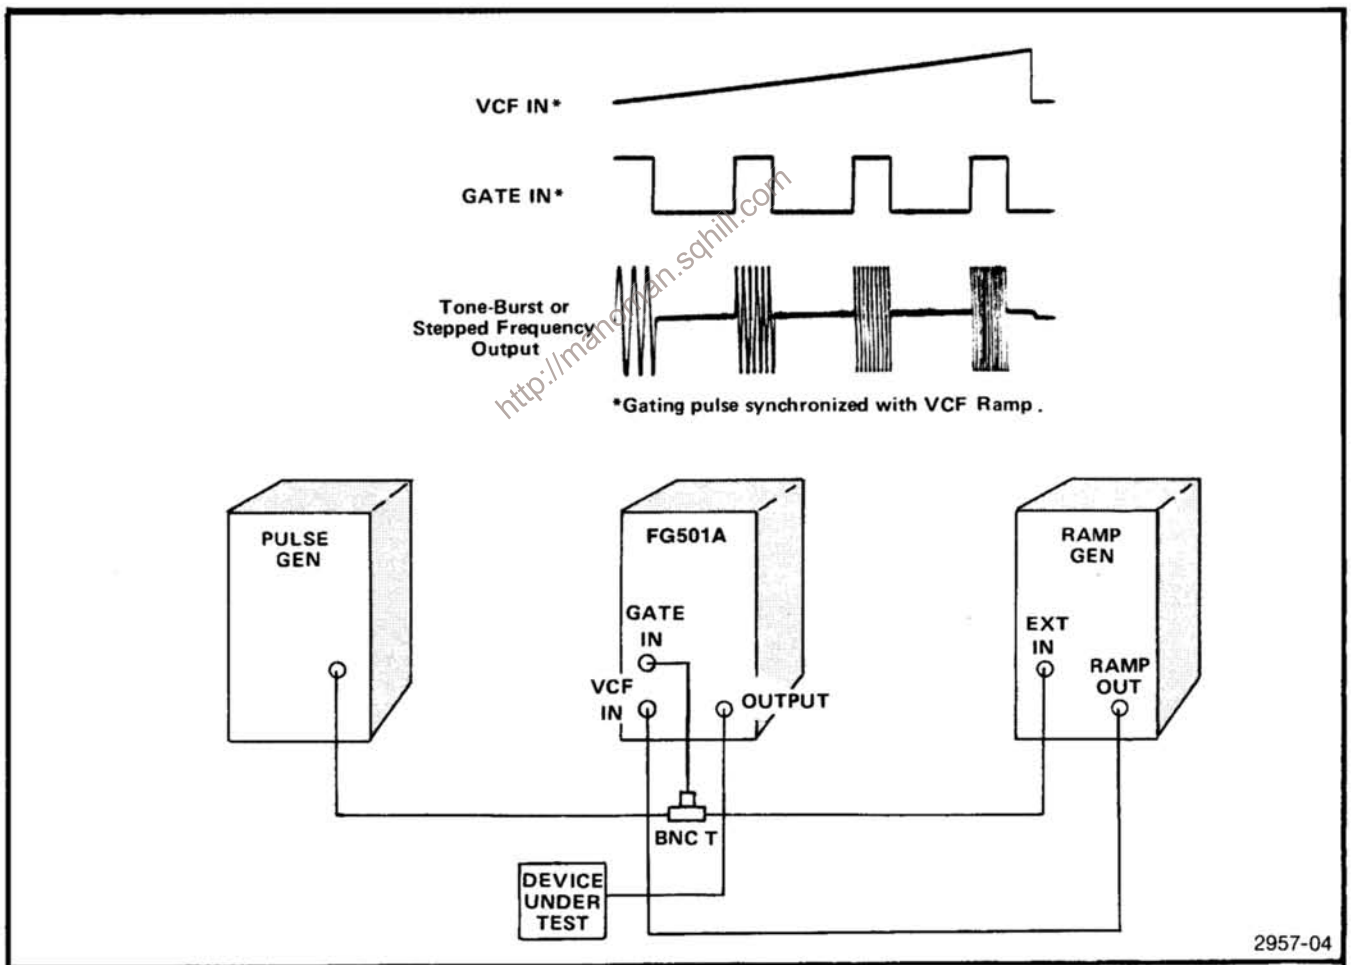 VCF IN*
GATE IN*
Tone-Burst or
Stepped Frequency
Output
*Gating pulse synchronized with VCF Ramp .
http://manoman.sqhill.com
PULSE
GEN
FG501A
GATE
IN
VCF
IN
OUTPUT
RAMP
GEN
EXT
IN
RAMP
OUT
BNC T
DEVICE
UNDER
TEST
2957-04